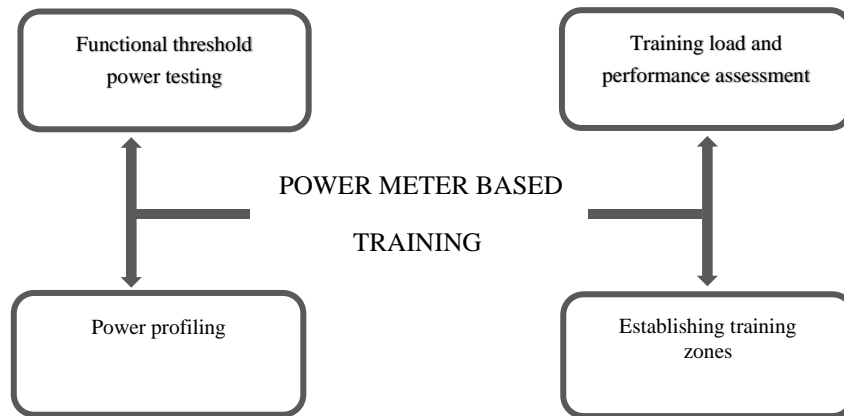 Functional threshold
power testing
Training load and
performance assessment
POWER METER BASED
TRAINING
Power profiling
Establishing training
zones